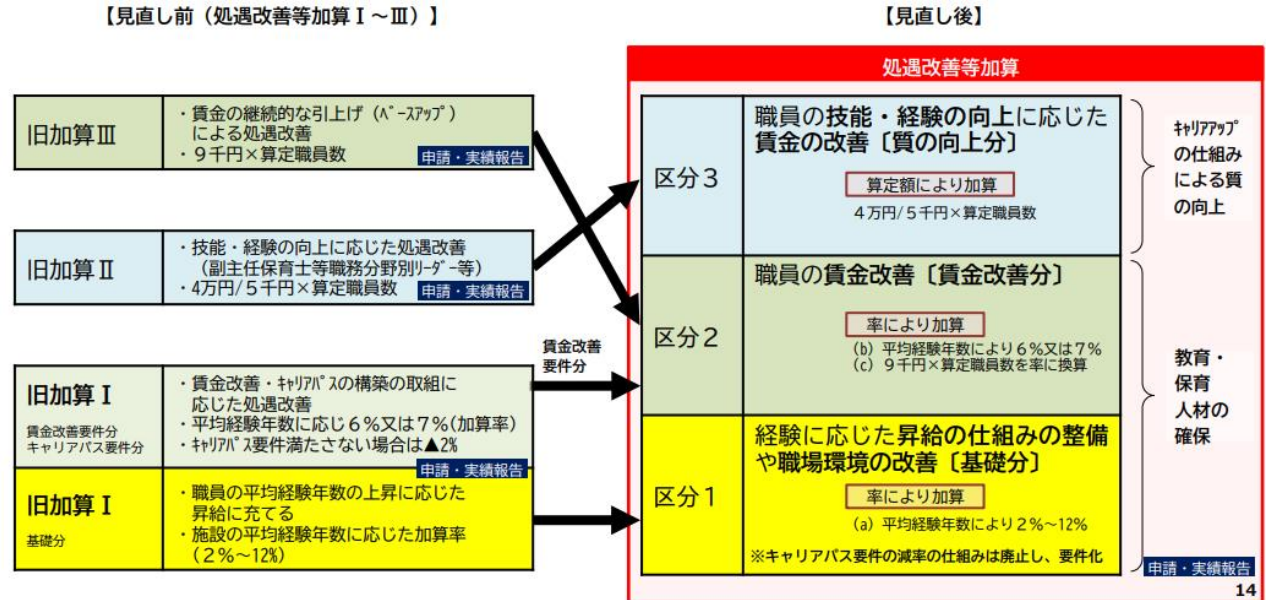 【見直し前（処遇改善等加算Ⅰ～Ⅲ）】
旧加算Ⅲ
・賃金の継続的な引上げ（ﾍﾞｰｽｱｯﾌﾟ）
による処遇改善
・９千円×算定職員数
申請・実績報告
旧加算Ⅱ
・技能・経験の向上に応じた処遇改善
（副主任保育士等職務分野別ﾘｰﾀﾞｰ等）
・4万円/５千円×算定職員数
申請・実績報告
旧加算Ⅰ
賃金改善要件分
キャリアパス要件分
・賃金改善・ｷｬﾘｱﾊﾟｽの構築の取組に
応じた処遇改善
・平均経験年数に応じ６％又は７％(加算率)
・ｷｬﾘｱﾊﾟｽ要件満たさない場合は▲2%
申請・実績報告
旧加算Ⅰ
基礎分
・職員の平均経験年数の上昇に応じた
昇給に充てる
・施設の平均経験年数に応じた加算率
（２％～12%）
賃金改善
要件分
【見直し後】
処遇改善等加算
区分３
職員の技能・経験の向上に応じた
賃金の改善〔質の向上分〕
算定額により加算
４万円/５千円×算定職員数
ｷｬﾘｱｱｯﾌﾟ
の仕組み
による質
の向上
区分２
職員の賃金改善〔賃金改善分〕
率により加算
(b) 平均経験年数により６％又は７％
(c) ９千円×算定職員数を率に換算
区分１
経験に応じた昇給の仕組みの整備
や職場環境の改善〔基礎分〕
率により加算
(a) 平均経験年数により２％～12%
※キャリアパス要件の減率の仕組みは廃止し、要件化
教育・
保育
人材の
確保
申請・実績報告
14